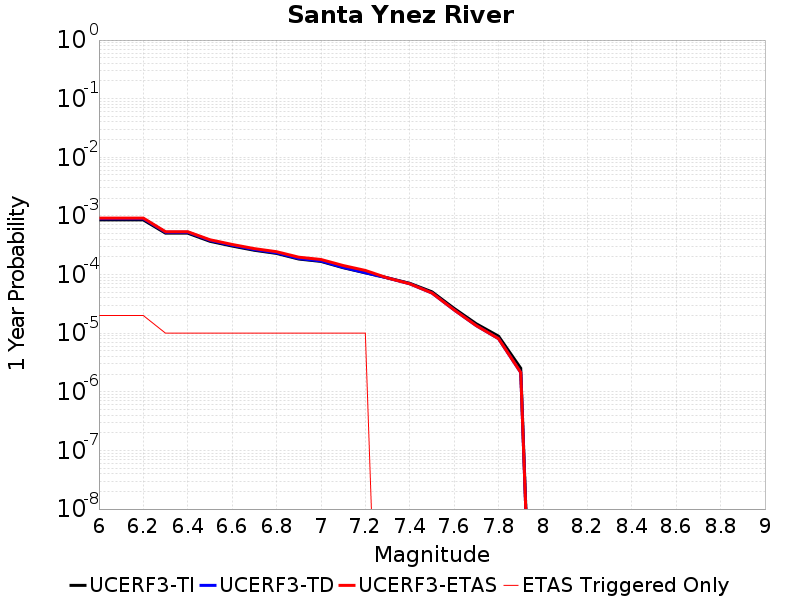 Santa Ynez River
1 Year Probability
10^0
10^-1
10^-2
10^-3
10^-4
10^-5
10^-6
10^-7
10^-8
6 6.2 6.4 6.6 6.8 7 7.2 7.4 7.6 7.8 8 8.2 8.4 8.6 8.8 9
Magnitude
UCERF3-TI UCERF3-TD UCERF3-ETAS ETAS Triggered Only